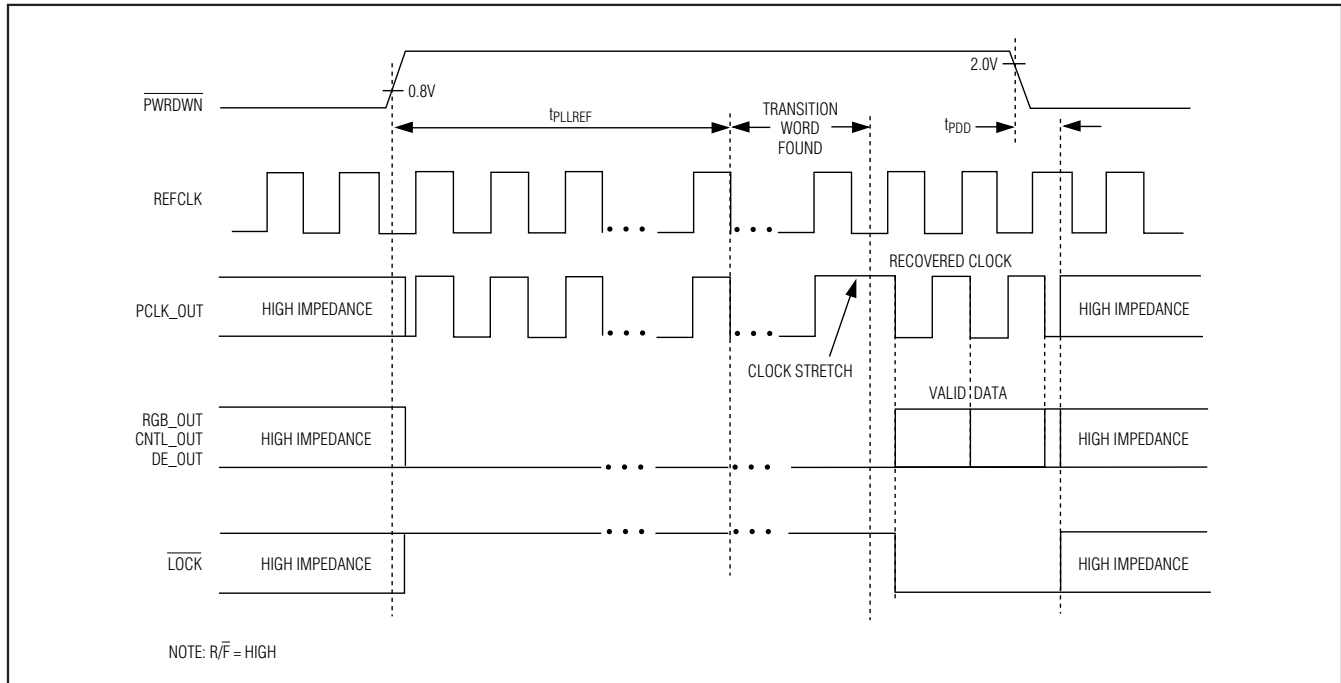 PWRDWN
0.8V
2.0V
tPLLREF
TRANSITION
WORD
FOUND
tPDD
REFCLK
RECOVERED CLOCK
PCLK_OUT
HIGH IMPEDANCE
HIGH IMPEDANCE
CLOCK STRETCH
VALID DATA
RGB_OUT
CNTL_OUT
DE_OUT
HIGH IMPEDANCE
HIGH IMPEDANCE
LOCK
HIGH IMPEDANCE
HIGH IMPEDANCE
NOTE: R/F̅ = HIGH